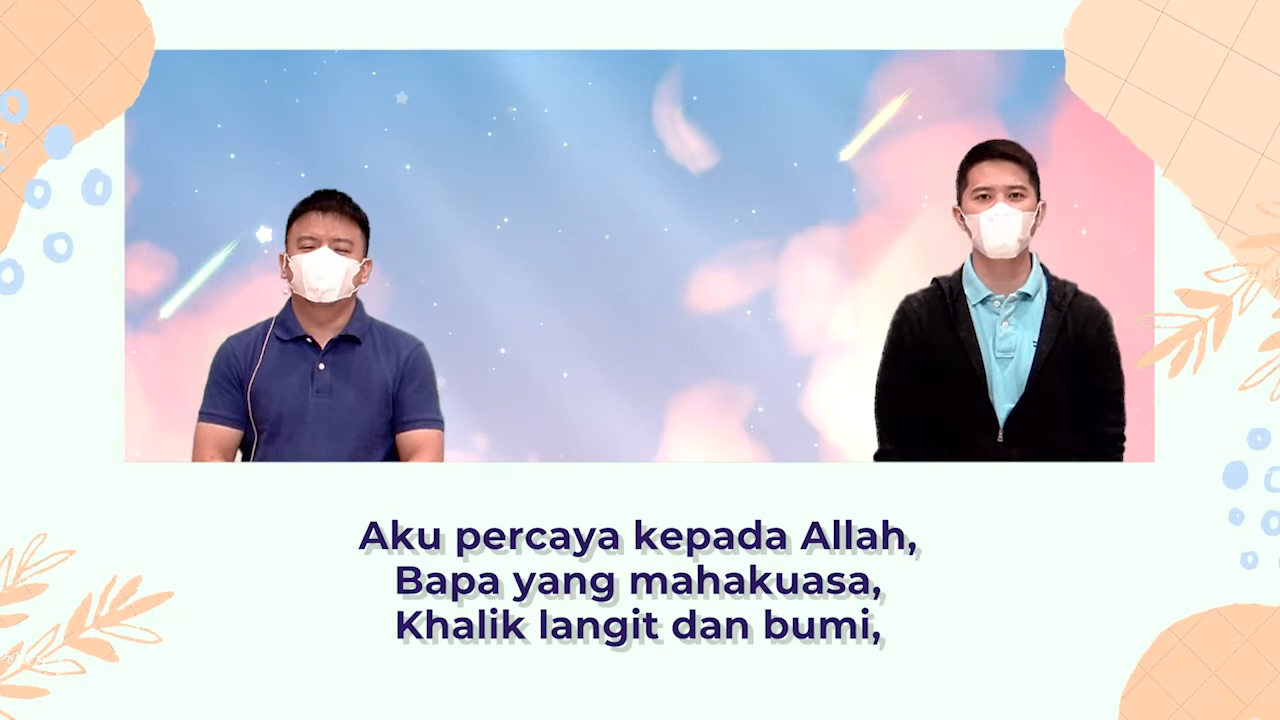 Aku percaya kepada Allah,
Bapa yang mahakuasa,
Khalik langit dan bumi,